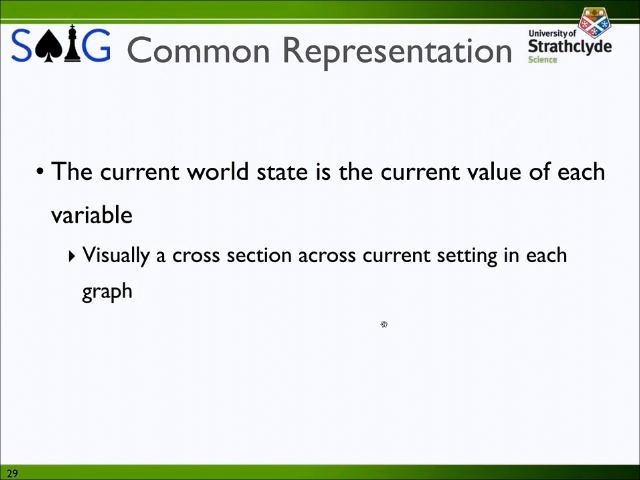 S♠i♟G Common Representation
University of
Strathclyde
Science
• The current world state is the current value of each
variable
‣ Visually a cross section across current setting in each
graph
29